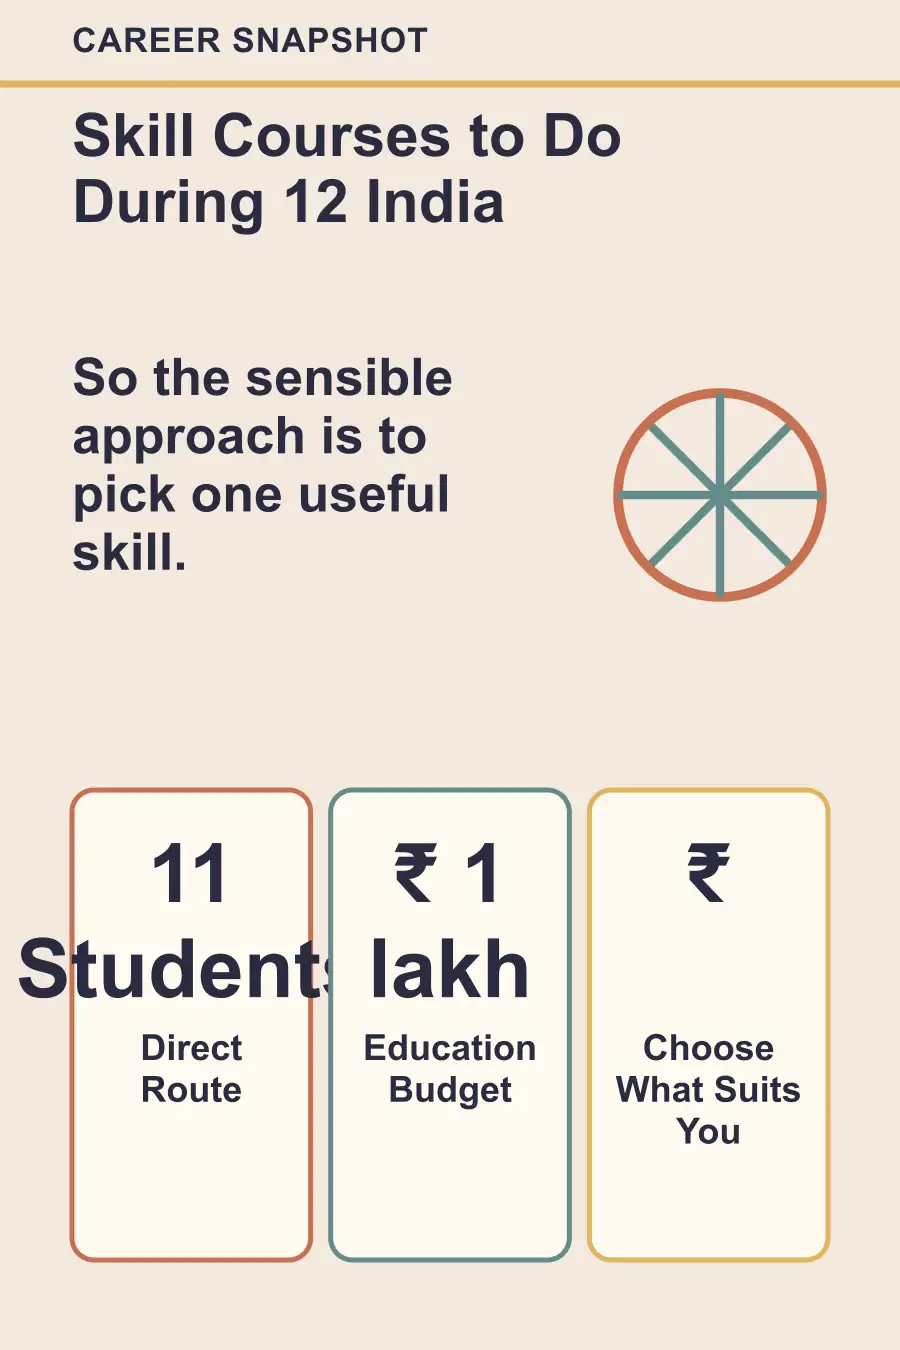 CAREER SNAPSHOT
Skill Courses to Do
During 12 India
So the sensible
approach is to
pick one useful
skill.
11
Students
Direct
Route
₹ 1
lakh
Education
Budget
₹
Choose
What Suits
You